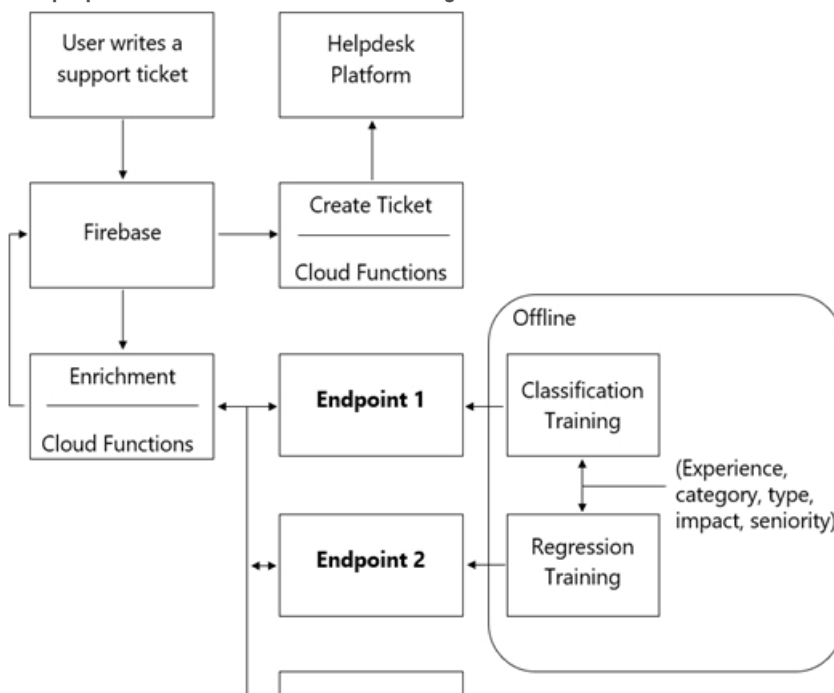 User writes a
support ticket
Helpdesk
Platform
Firebase
Create Ticket
Cloud Functions
Offline
Enrichment
Cloud Functions
Endpoint 1
Classification
Training
(Experience,
category, type,
impact, seniority)
Endpoint 2
Regression
Training